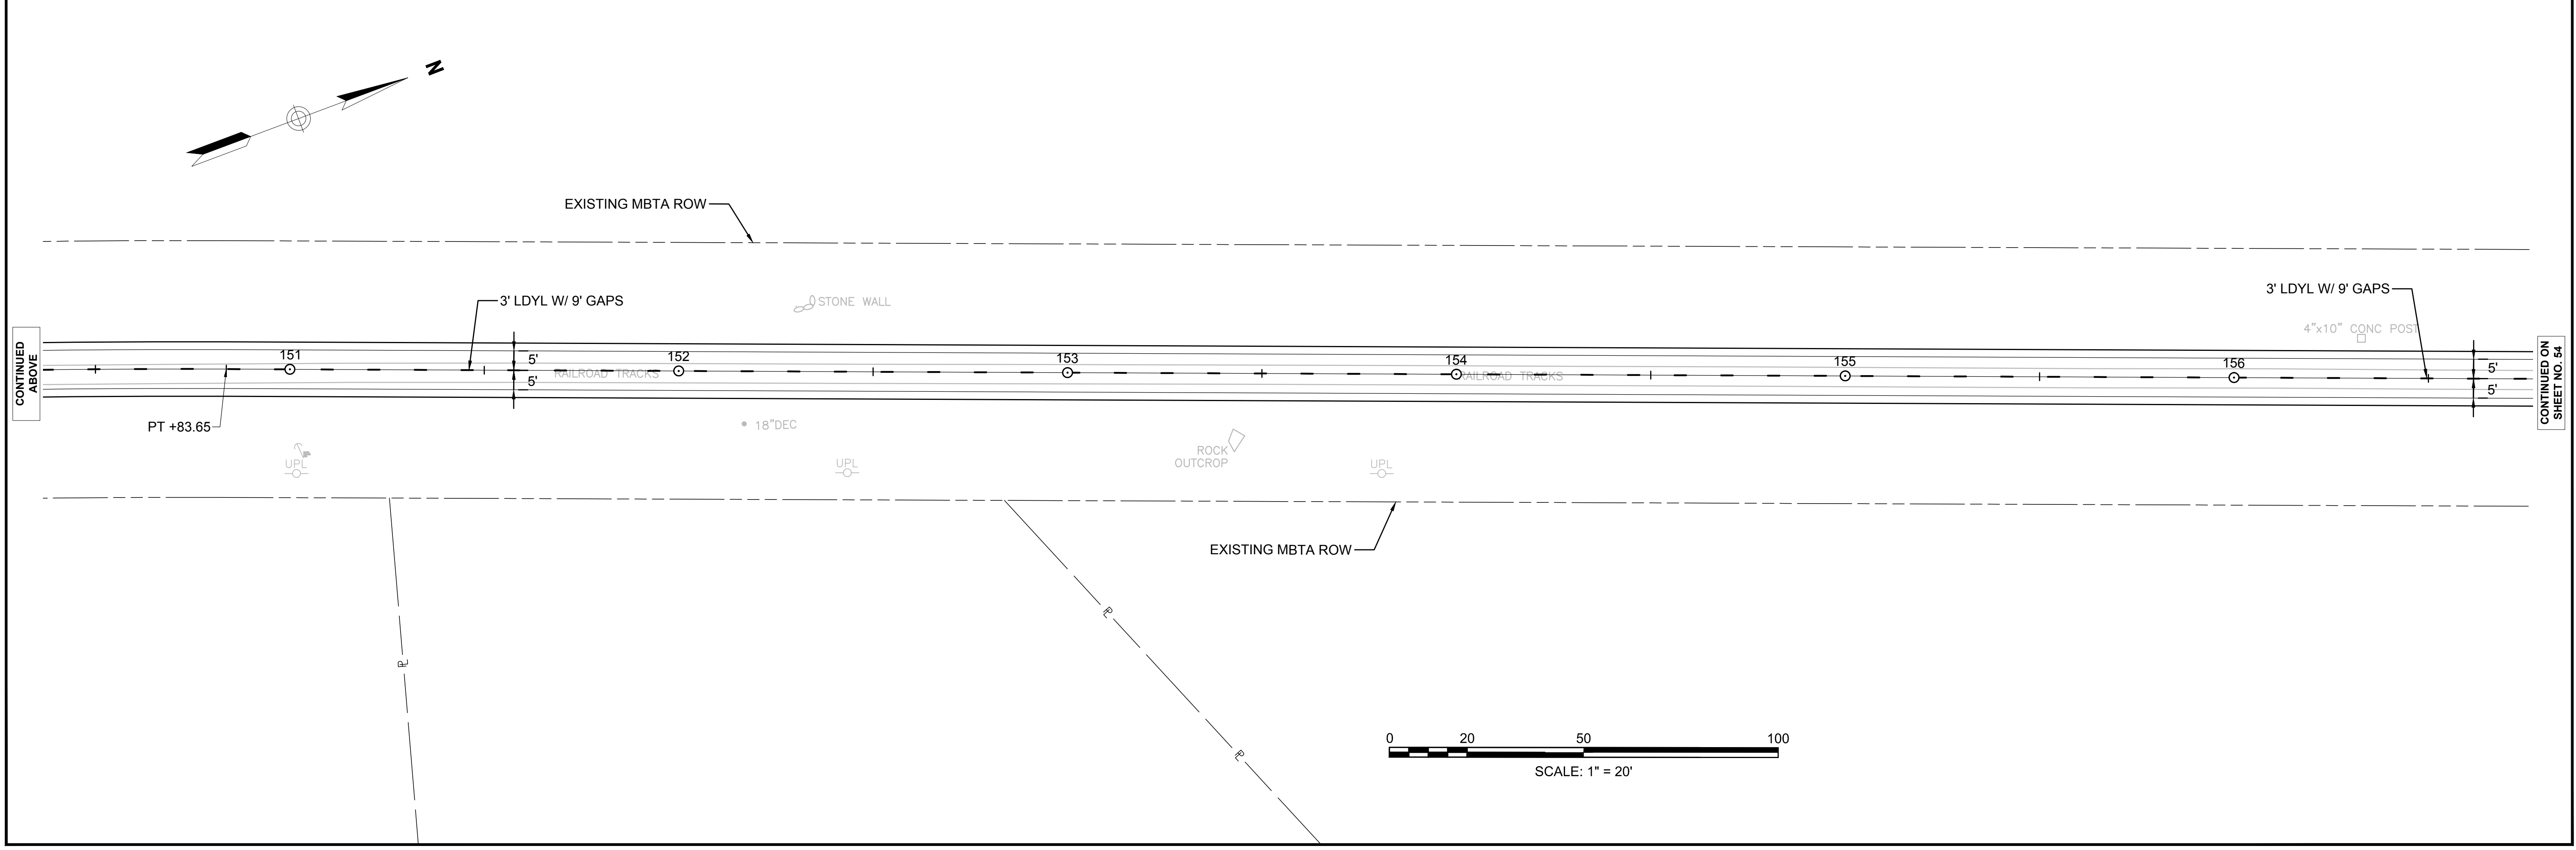 N
EXISTING MBTA ROW
3' LDYL W/ 9' GAPS
STONE WALL
3' LDYL W/ 9' GAPS
4"x10" CONC POST
CONTINUED
ABOVE
151
152
153
154
155
156
5'
5'
RAILROAD TRACKS
RAILROAD TRACKS
5'
5'
CONTINUED ON
SHEET NO. 54
PT +83.65
18"DEC
UPL
UPL
ROCK
OUTCROP
UPL
EXISTING MBTA ROW
PL
PL
PL
0 20 50 100
SCALE: 1" = 20'